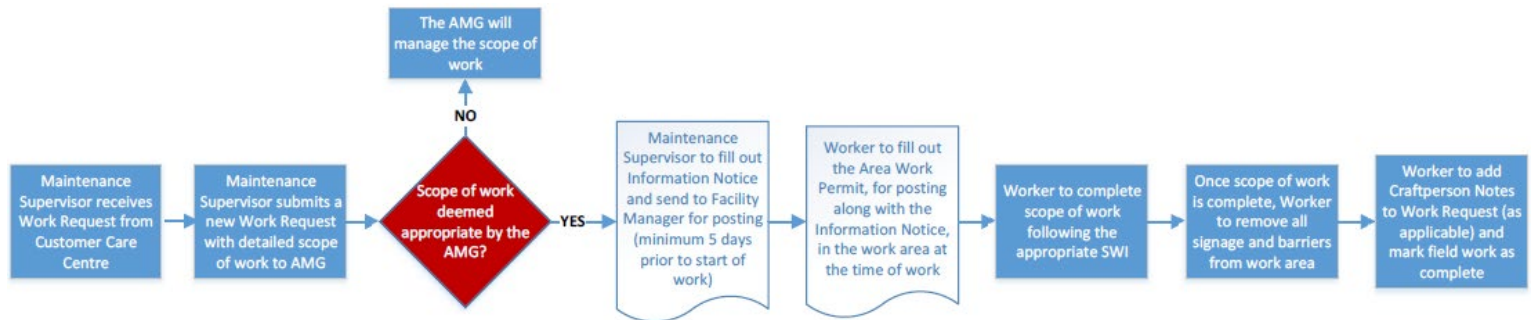 The AMG will
manage the scope of
work
NO
Maintenance
Supervisor receives
Work Request from
Customer Care
Centre
Maintenance
Supervisor submits a
new Work Request
with detailed scope
of work to AMG
Scope of work
deemed
appropriate by the
AMG?
YES
Maintenance
Supervisor to fill out
Information Notice
and send to Facility
Manager for posting
(minimum 5 days
prior to start of
work)
Worker to fill out
the Area Work
Permit, for posting
along with the
Information Notice,
in the work area at
the time of work
Worker to complete
scope of work
following the
appropriate SWI
Once scope of work
is complete, Worker
to remove all
signage and barriers
from work area
Worker to add
Craftperson Notes
to Work Request (as
applicable) and
mark field work as
complete